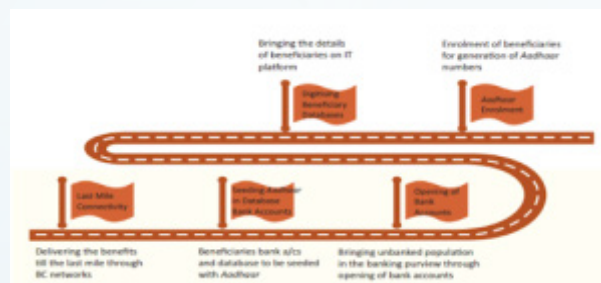 Bringing the details
of beneficiaries on IT
platform
Enrolment of beneficiaries
for generation of Aadhaar
numbers
Digitising
Beneficiary
Databases
Aadhaar
Enrolment
Last Mile
Connectivity
Seeding Aadhaar
in Database
Bank Accounts
Opening of
Bank
Accounts
Delivering the benefits
till the last mile through
BC networks
Beneficiaries bank a/cs
and database to be seeded
with Aadhaar
Bringing unbanked population
in the banking purview through
opening of bank accounts